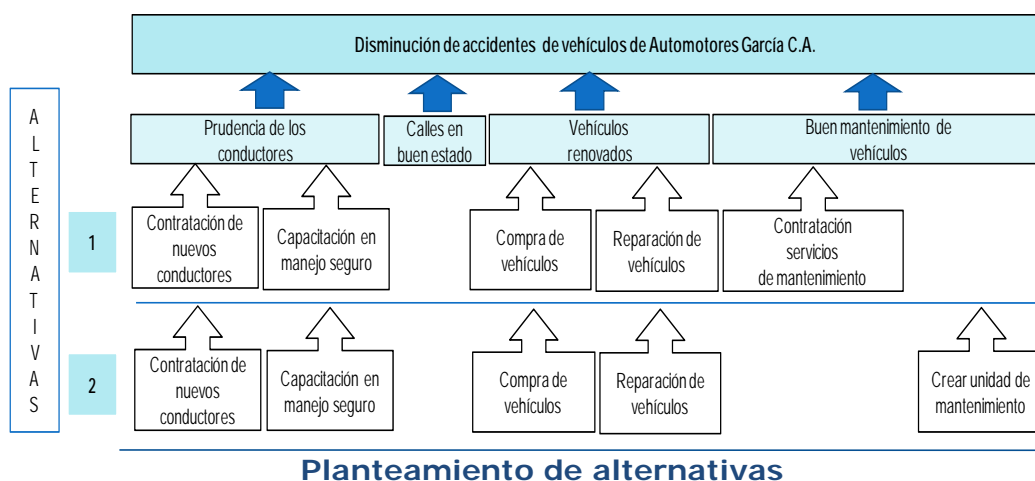 Disminución de accidentes de vehículos de Automotores García C.A.
ALTERNATIVAS
Prudencia de los
conductores
Calles en
buen estado
Vehículos
renovados
Buen mantenimiento de
vehículos
1
Contratación de
nuevos
conductores
Capacitación en
manejo seguro
Compra de
vehículos
Reparación de
vehículos
Contratación
servicios
de mantenimiento
2
Contratación de
nuevos
conductores
Capacitación en
manejo seguro
Compra de
vehículos
Reparación de
vehículos
Crear unidad de
mantenimiento
Planteamiento de alternativas